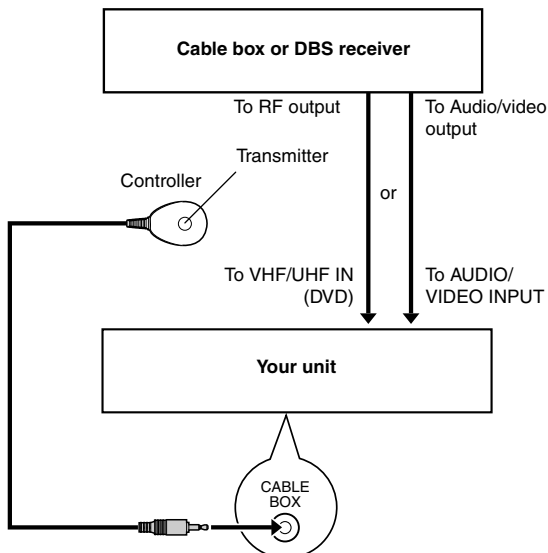 Cable box or DBS receiver
To RF output
To Audio/video
output
Transmitter
Controller
or
To VHF/UHF IN
(DVD)
To AUDIO/
VIDEO INPUT
Your unit
CABLE
BOX